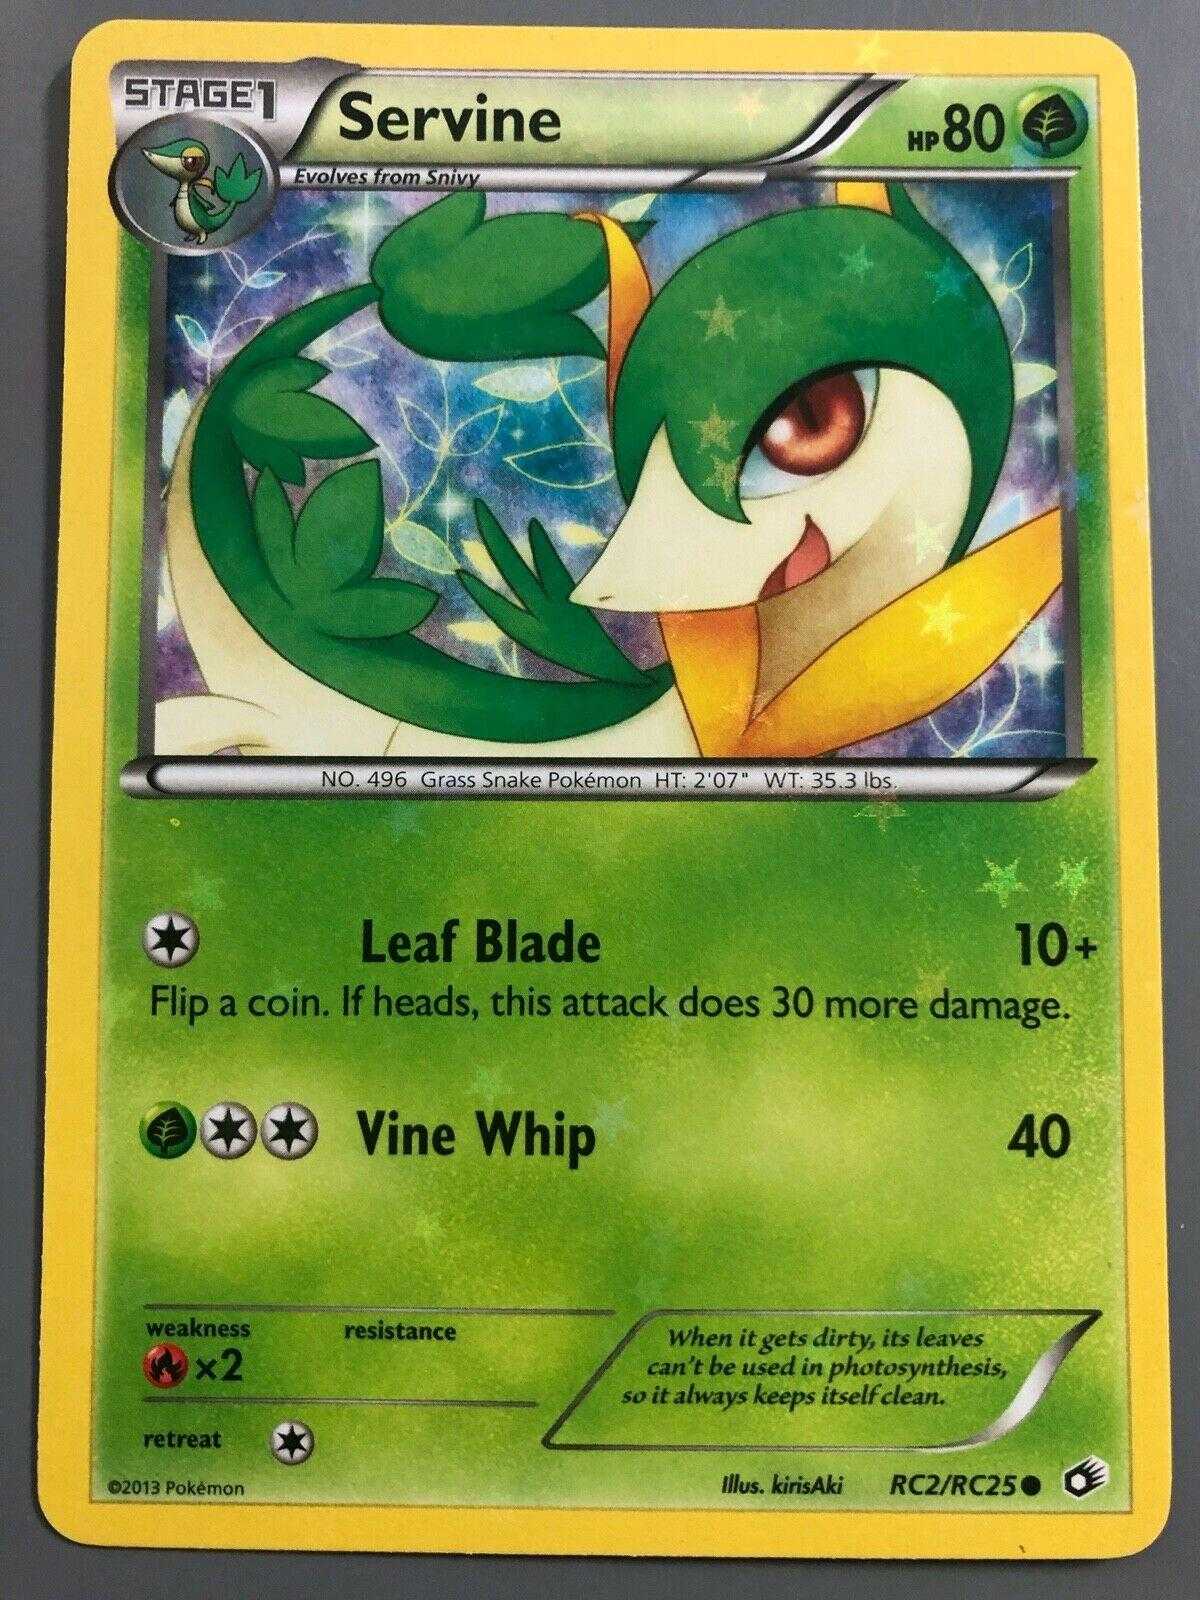 STAGE1
Servine
HP80
Evolves from Snivy
NO. 496 Grass Snake Pokémon HT: 2'07" WT: 35.3 lbs.
Leaf Blade 10+
Flip a coin. If heads, this attack does 30 more damage.
Vine Whip 40
weakness resistance
×2
When it gets dirty, its leaves
can't be used in photosynthesis,
so it always keeps itself clean.
retreat
©2013 Pokémon
Illus. kirisAki RC2/RC25